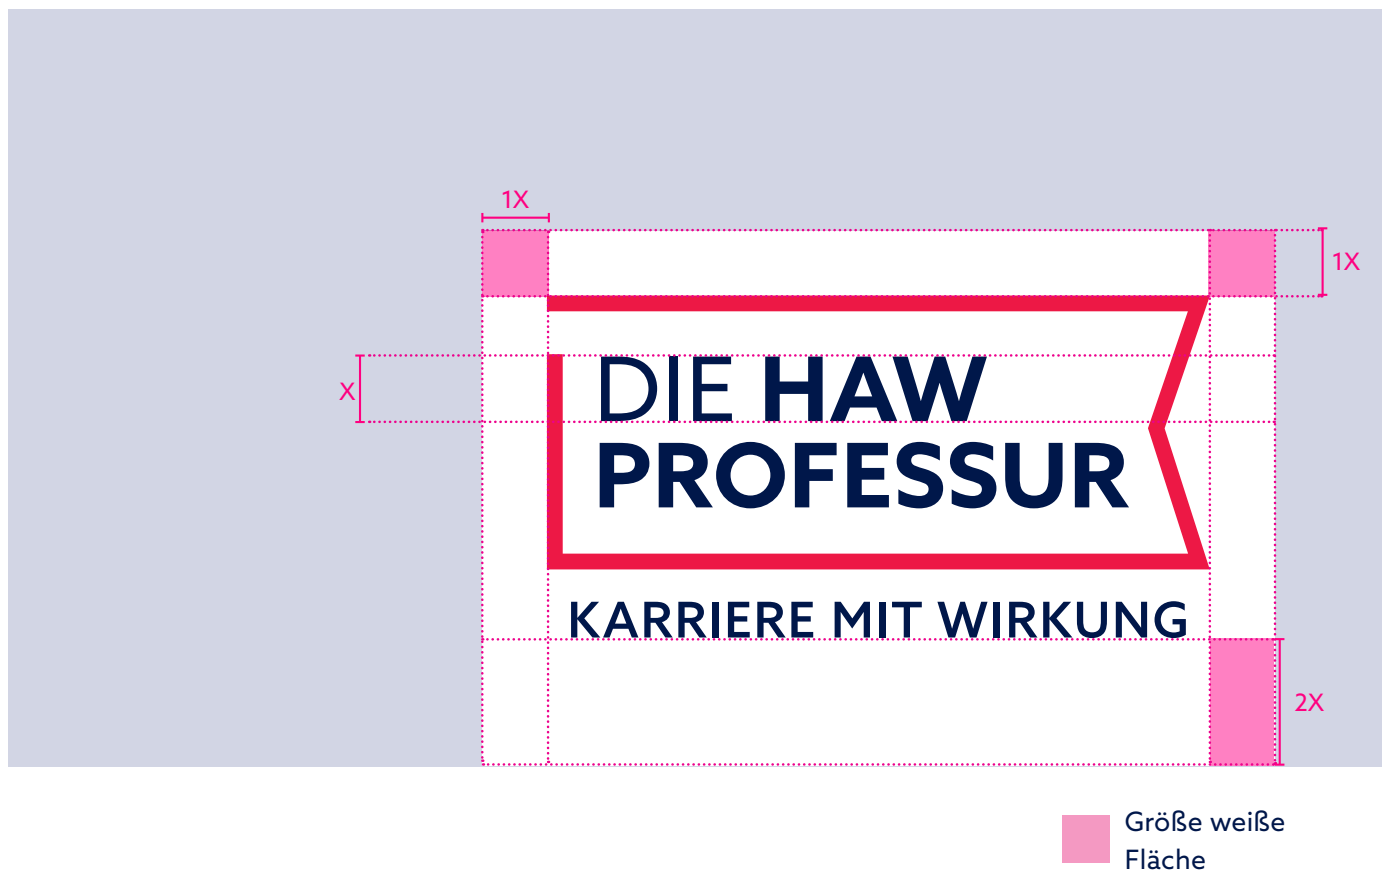 1X
1X
X
DIE HAW
PROFESSUR
KARRIERE MIT WIRKUNG
2X
Größe weiße
Fläche